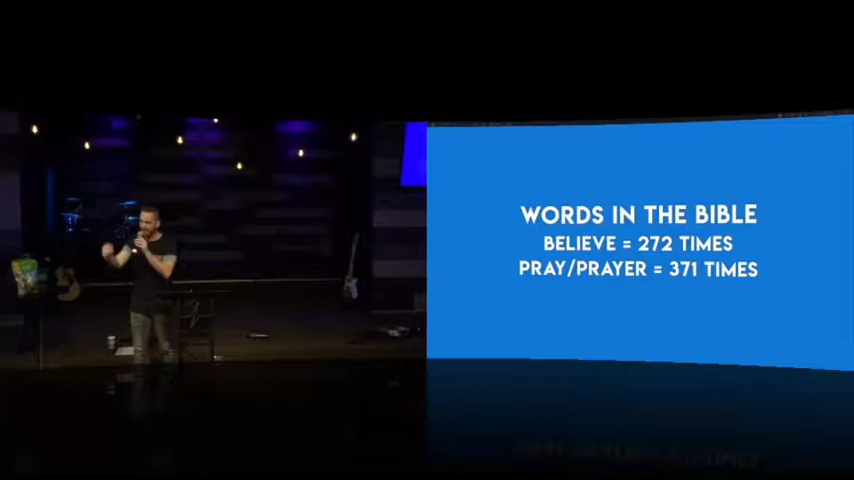 WORDS IN THE BIBLE
BELIEVE = 272 TIMES
PRAY/PRAYER = 371 TIMES